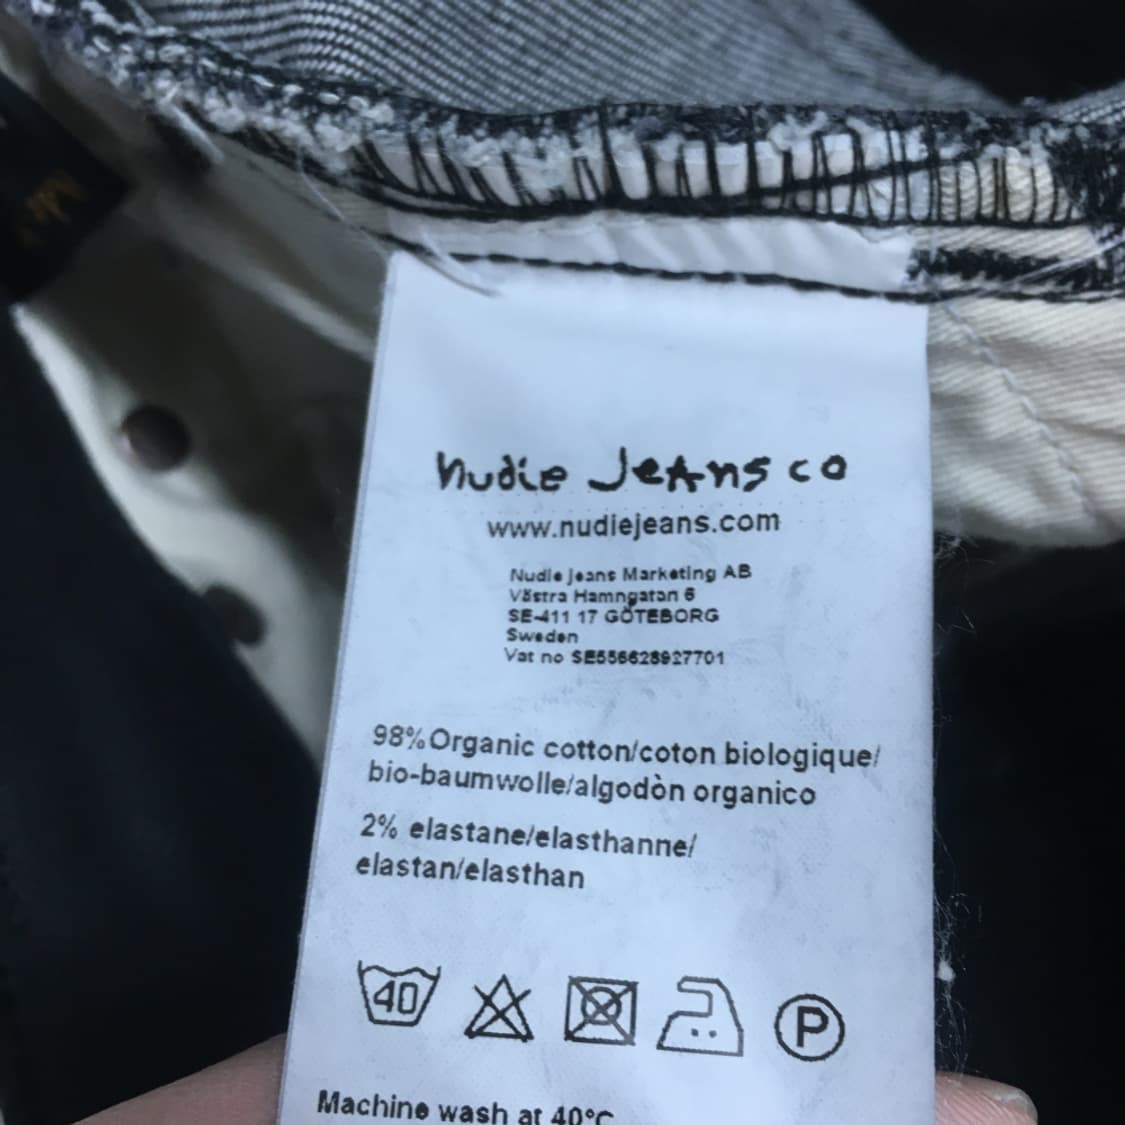 nudie Jeans co
www.nudiejeans.com
Nudie Jeans Marketing AB
Västra Hamngatan 6
SE-411 17 GÖTEBORG
Sweden
Vat no SE556628927701
98%Organic cotton/coton biologique/
bio-baumwolle/algodòn organico
2% elastane/elasthanne/
elastan/elasthan
40 P
Machine wash at 40°C